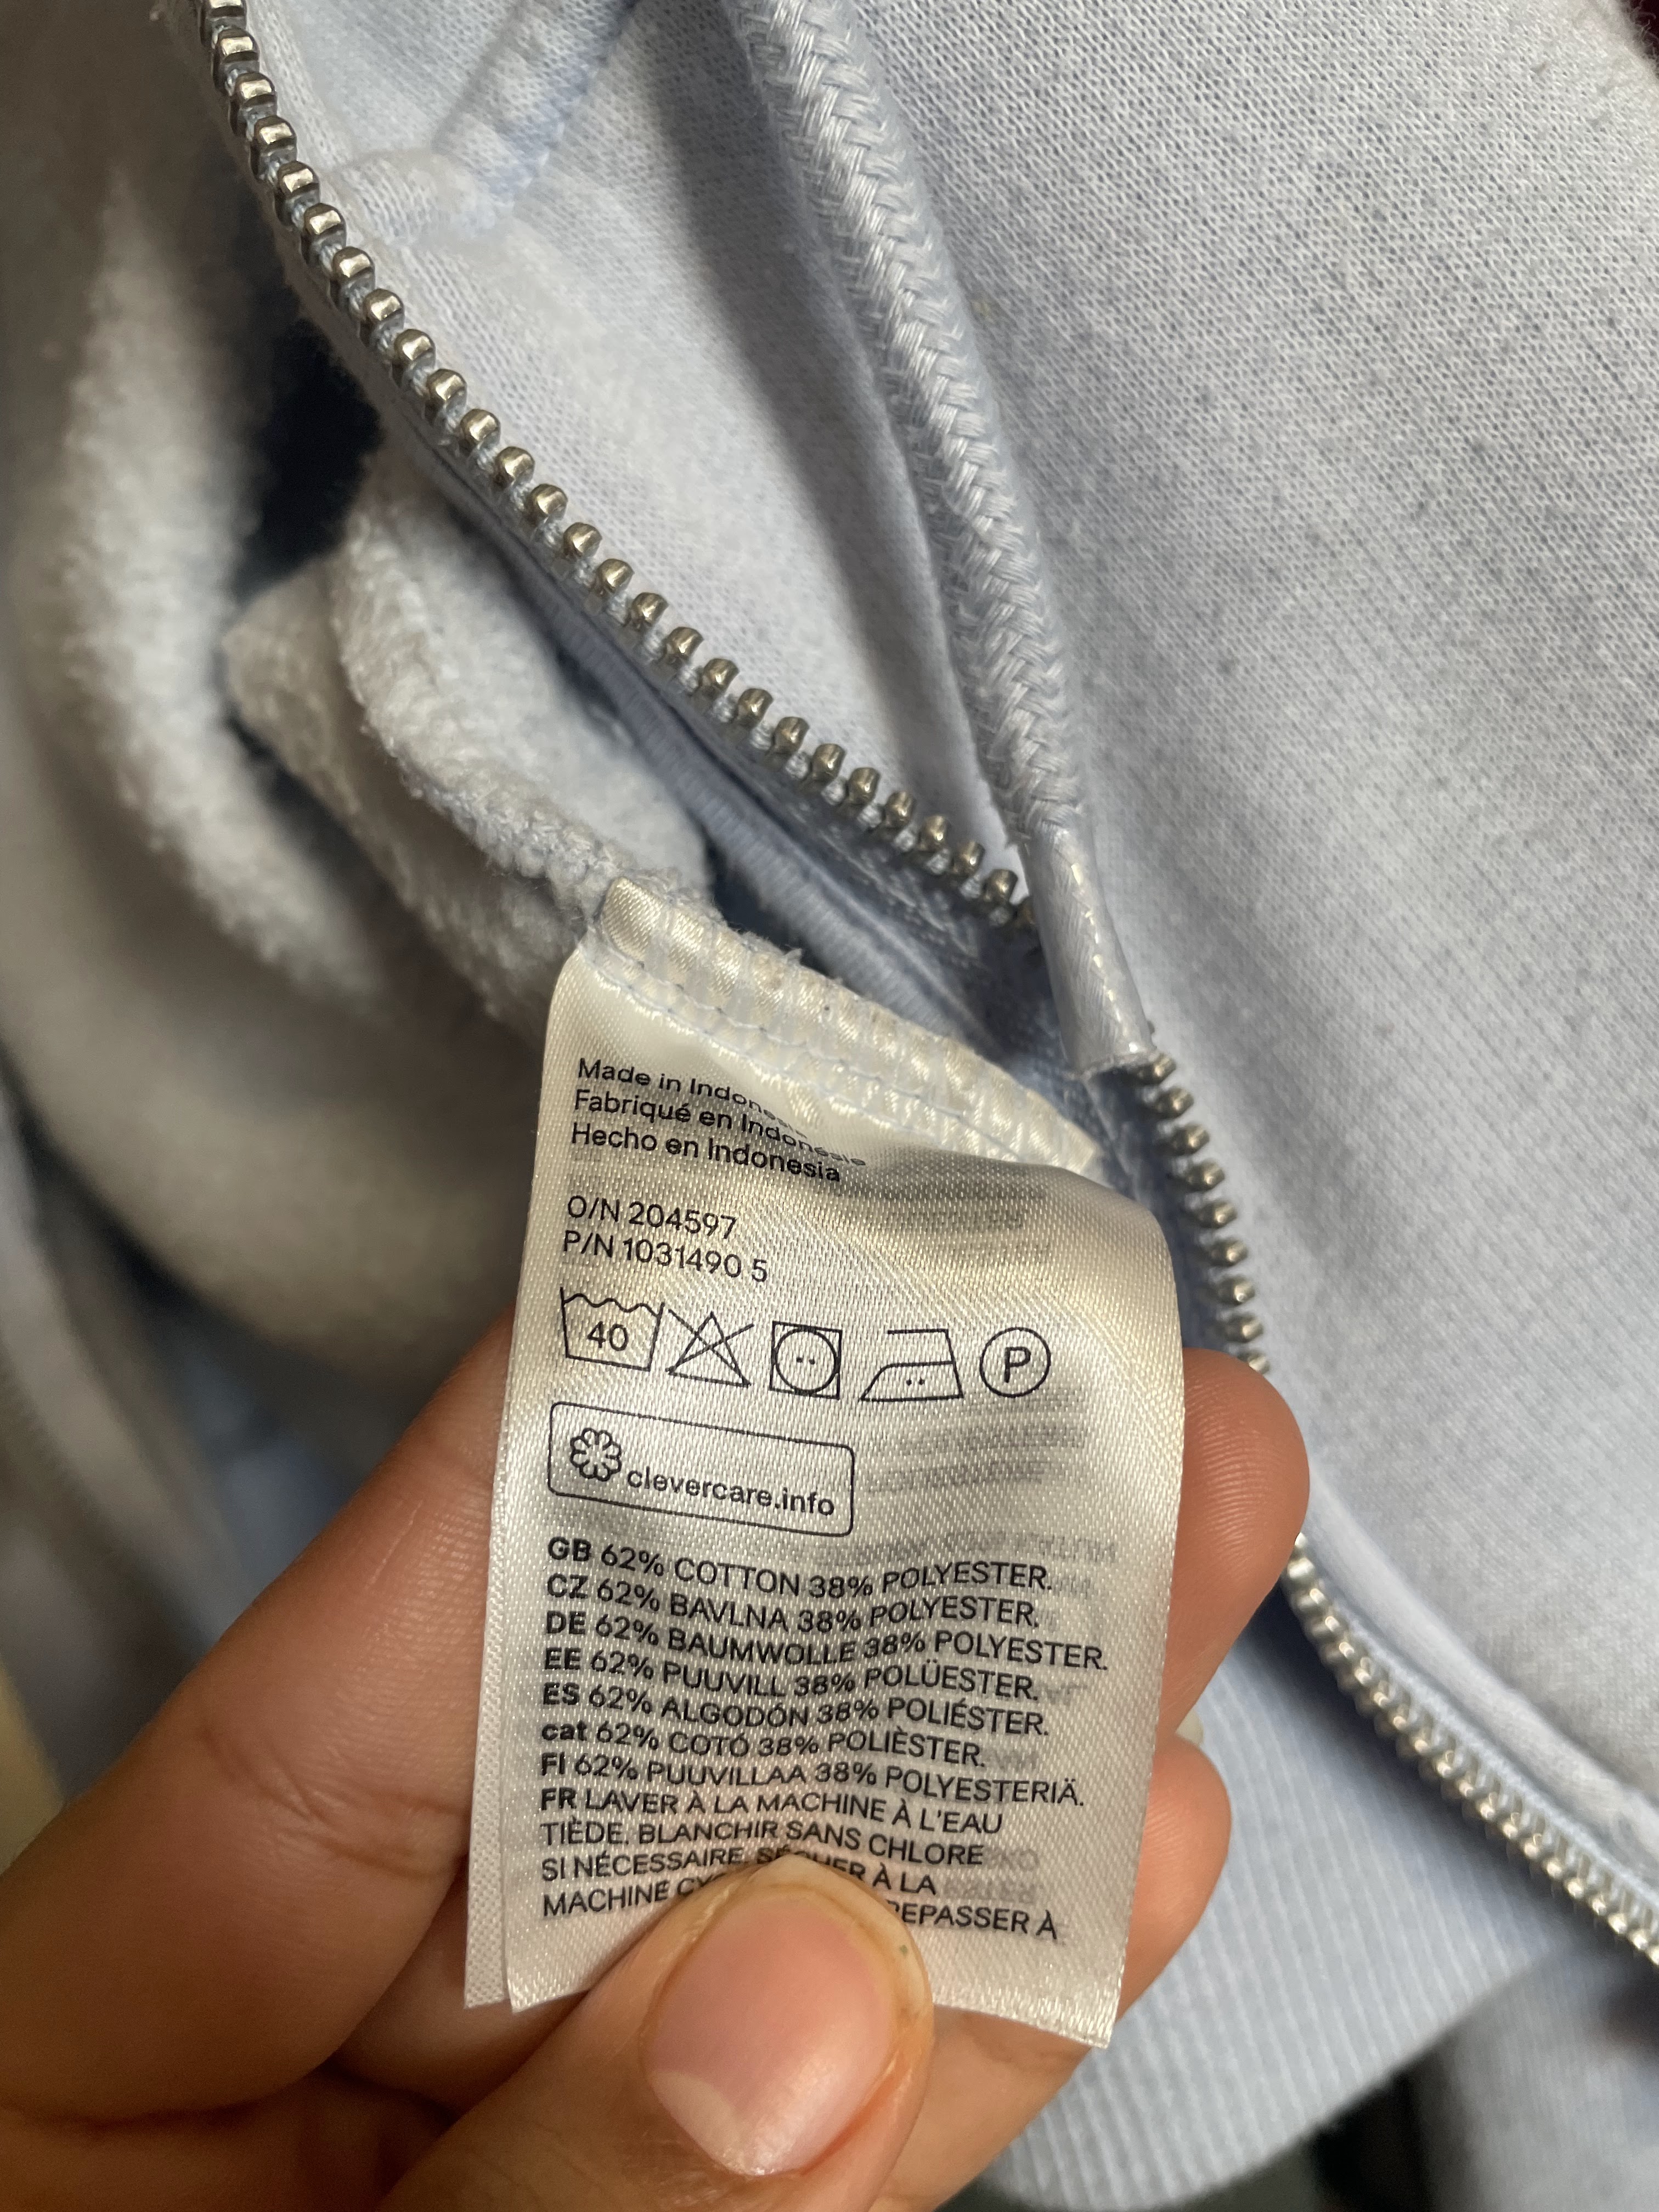 Made in
Fabriqué en Indonésie
Hecho en Indonesia
O/N 204597
P/N 1031490 5
40
P
clevercare.info
GB 62% COTTON 38% POLYESTER.
CZ 62% BAVLNA 38% POLYESTER.
DE 62% BAUMWOLLE 38% POLYESTER.
EE 62% PUUVILL 38% POLÜESTER.
ES 62% ALGODÓN 38% POLIÉSTER.
cat 62% COTÓ 38% POLIÈSTER.
FI 62% PUUVILLAA 38% POLYESTERIÄ.
FR LAVER À LA MACHINE À L'EAU
TIÈDE. BLANCHIR SANS CHLORE
SI NÉCESSAIRE. SÉCHER À LA
MACHINE REPASSER À